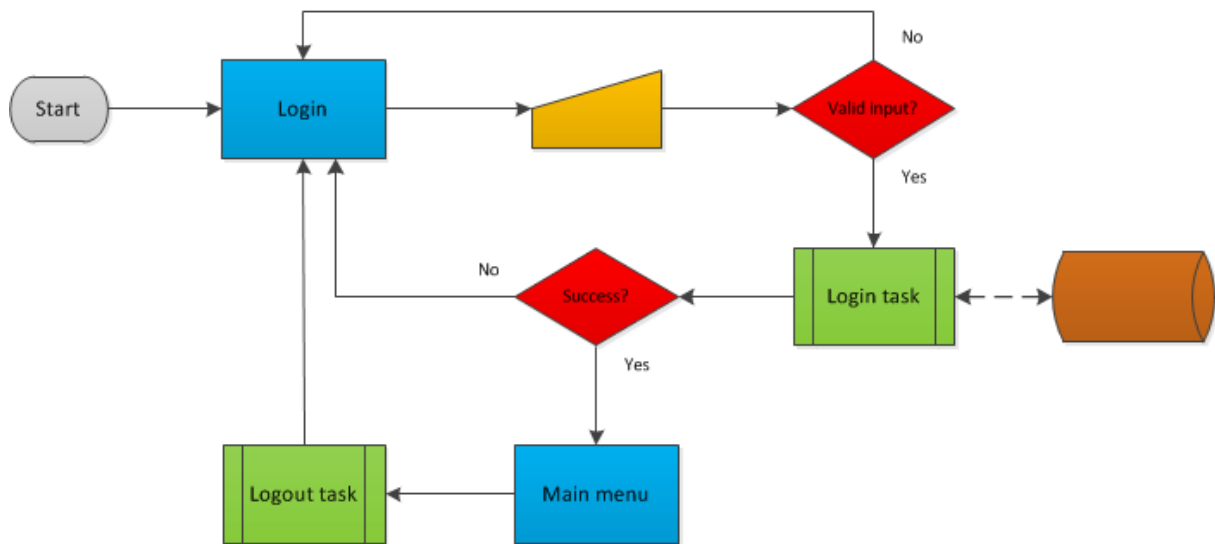 No
Start
Login
Valid input?
Yes
No
Success?
Login task
Yes
Logout task
Main menu